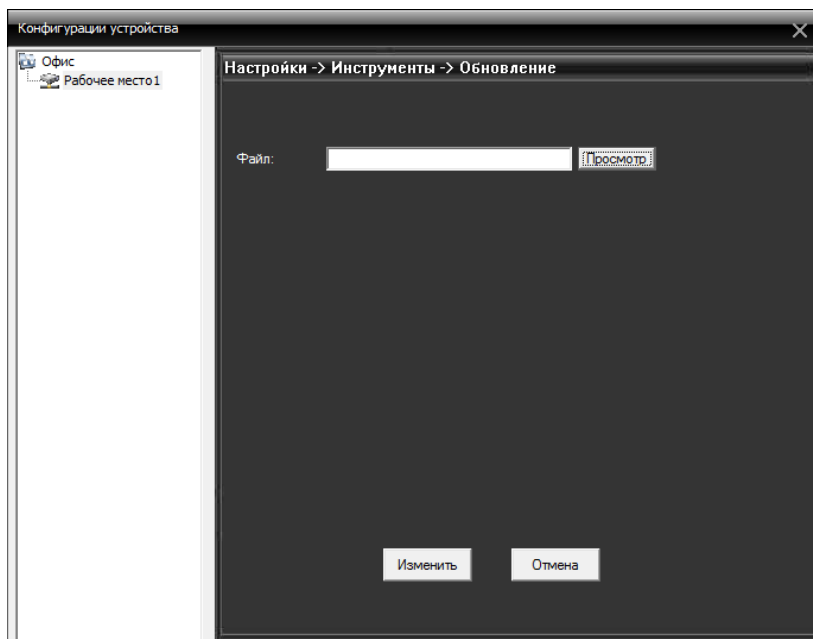 Конфигурации устройства
Офис
Рабочее место1
Настройки -> Инструменты -> Обновление
Файл:
Просмотр
Изменить
Отмена